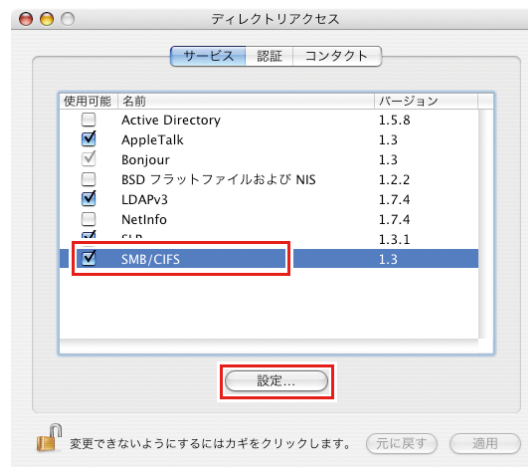 ディレクトリアクセス
サービス 認証 コンタクト
使用可能 名前 バージョン
Active Directory 1.5.8
AppleTalk 1.3
Bonjour 1.3
BSD フラットファイルおよび NIS 1.2.2
LDAPv3 1.7.4
NetInfo 1.7.4
SLP 1.3.1
SMB/CIFS 1.3
設定...
変更できないようにするにはカギをクリックします。 元に戻す 適用